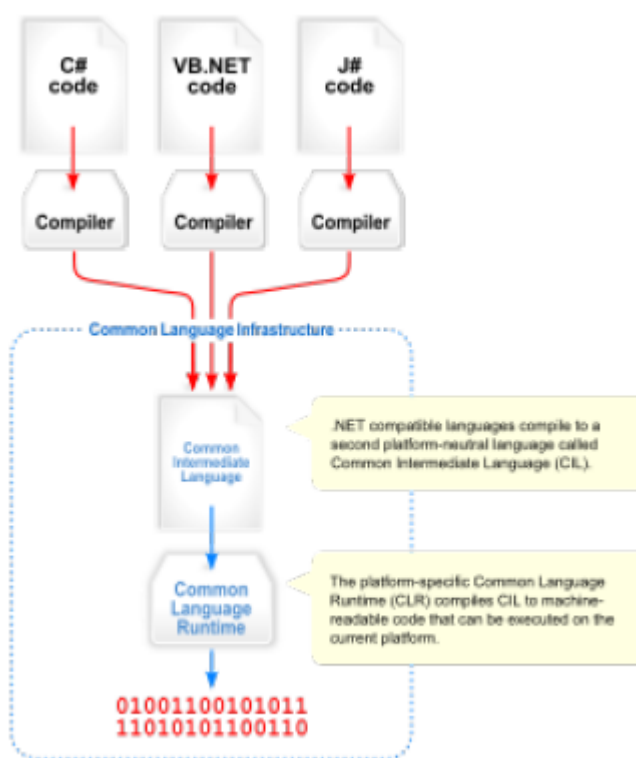 C#
code
VB.NET
code
J#
code
Compiler
Compiler
Compiler
Common Language Infrastructure
Common
Intermediate
Language
.NET compatible languages compile to a
second platform-neutral language called
Common Intermediate Language (CIL).
Common
Language
Runtime
The platform-specific Common Language
Runtime (CLR) compiles CIL to machine-
readable code that can be executed on the
current platform.
01001100101011
11010101100110